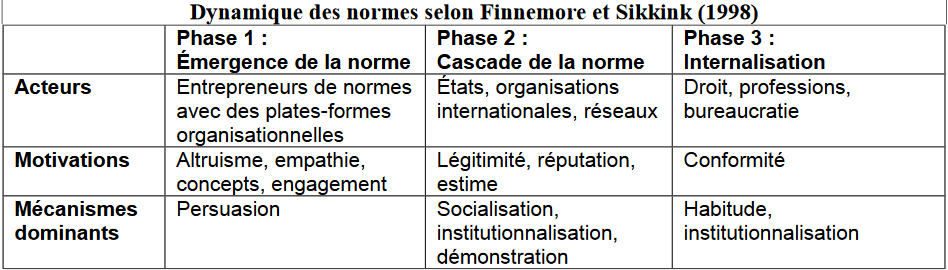 Dynamique des normes selon Finnemore et Sikkink (1998)
Phase 1 :
Émergence de la norme
Phase 2 :
Cascade de la norme
Phase 3 :
Internalisation
Acteurs
Entrepreneurs de normes
avec des plates-formes
organisationnelles
États, organisations
internationales, réseaux
Droit, professions,
bureaucratie
Motivations
Altruisme, empathie,
concepts, engagement
Légitimité, réputation,
estime
Conformité
Mécanismes
dominants
Persuasion
Socialisation,
institutionnalisation,
démonstration
Habitude,
institutionnalisation